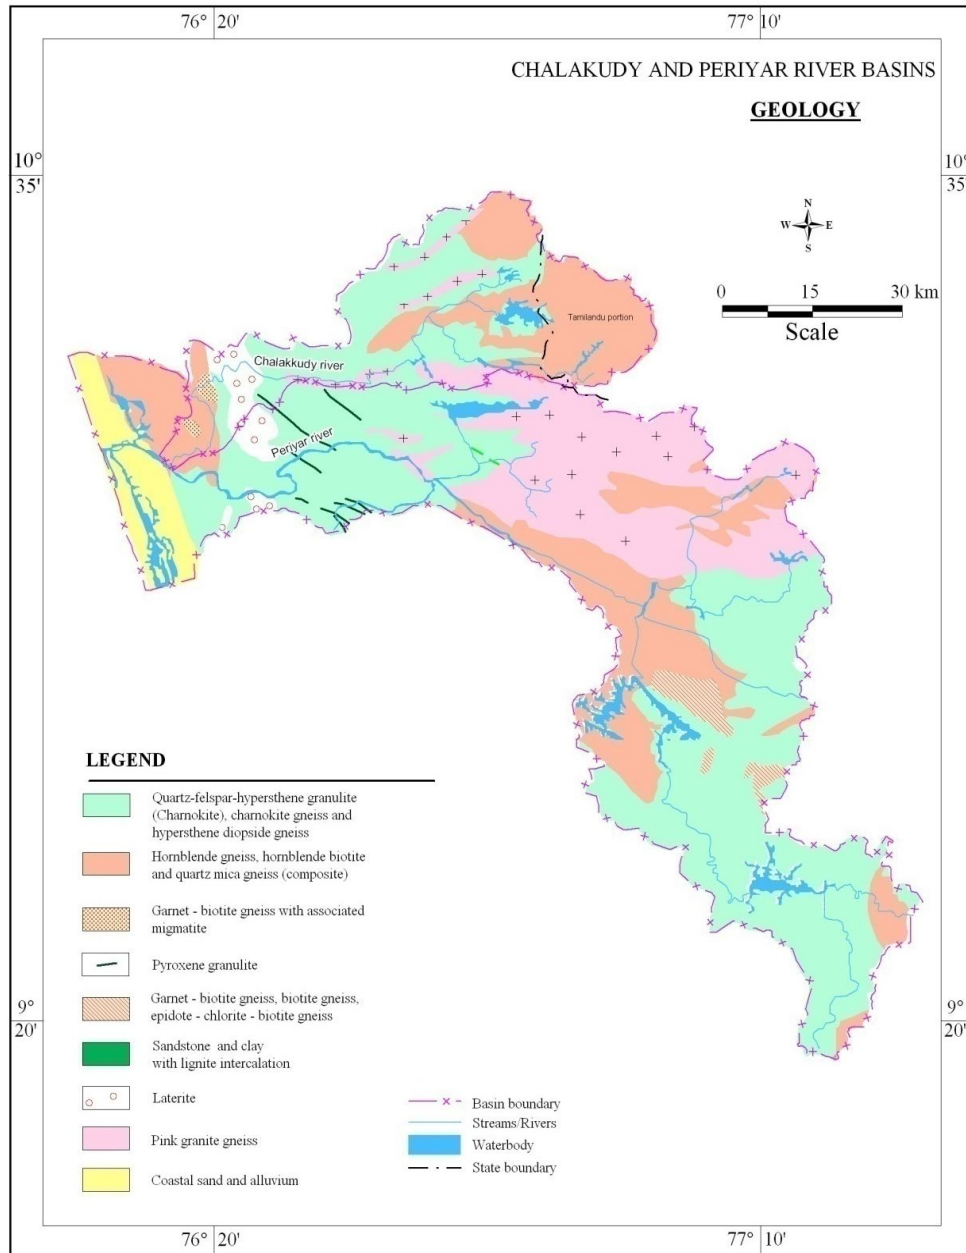 76° 20'
77° 10'
CHALAKUDY AND PERIYAR RIVER BASINS
GEOLOGY
10°
35'
10°
35'
N
W E
S
0 15 30 km
Scale
Tamilandu portion
Chalakkudy river
Periyar river
LEGEND
Quartz-felspar-hypersthene granulite
(Charnokite), charnokite gneiss and
hypersthene diopside gneiss
Hornblende gneiss, hornblende biotite
and quartz mica gneiss (composite)
Garnet - biotite gneiss with associated
migmatite
Pyroxene granulite
Garnet - biotite gneiss, biotite gneiss,
epidote - chlorite - biotite gneiss
Sandstone and clay
with lignite intercalation
Laterite
Pink granite gneiss
Coastal sand and alluvium
Basin boundary
Streams/Rivers
Waterbody
State boundary
9°
20'
9°
20'
76° 20'
77° 10'